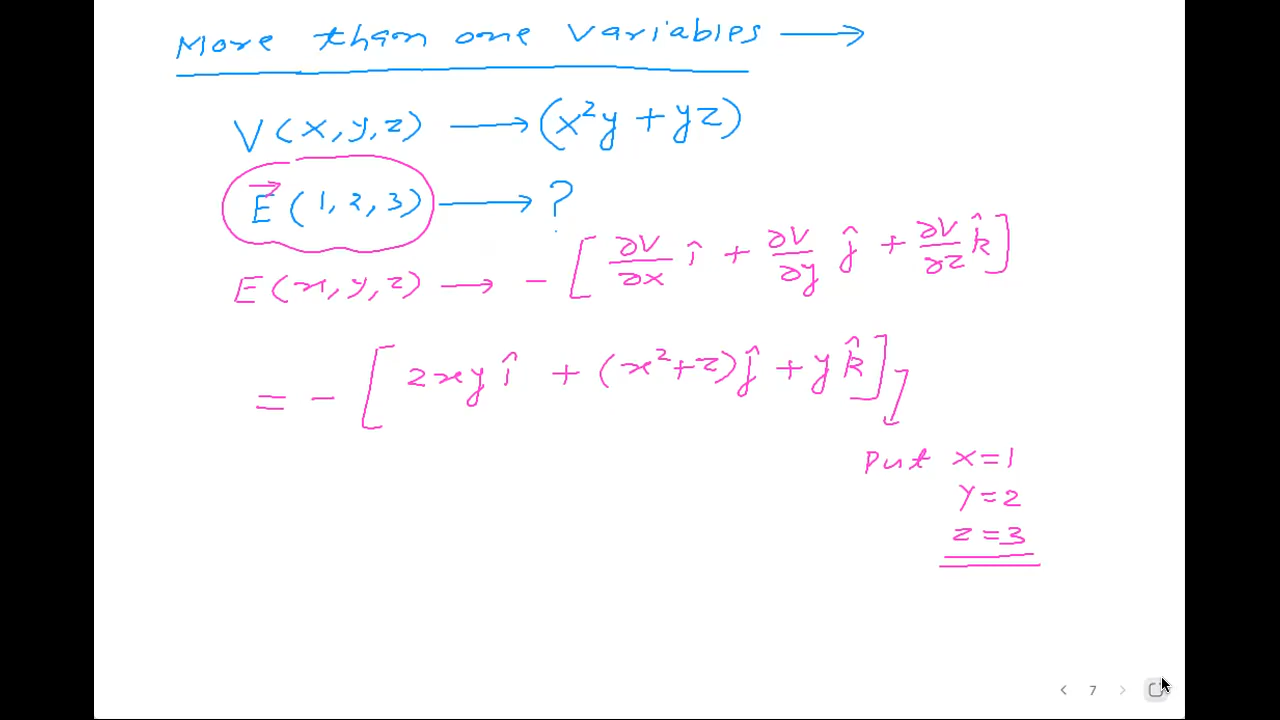 More than one variables ⟶
V(x,y,z) ⟶ (x²y + yz)
E⃗ (1,2,3) ⟶ ?
E(x,y,z) ⟶ - [ ∂V/∂x î + ∂V/∂y ĵ + ∂V/∂z k̂ ]
= - [ 2xy î + (x²+z) ĵ + y k̂ ]
Put x=1
y=2
z=3
< 7 >